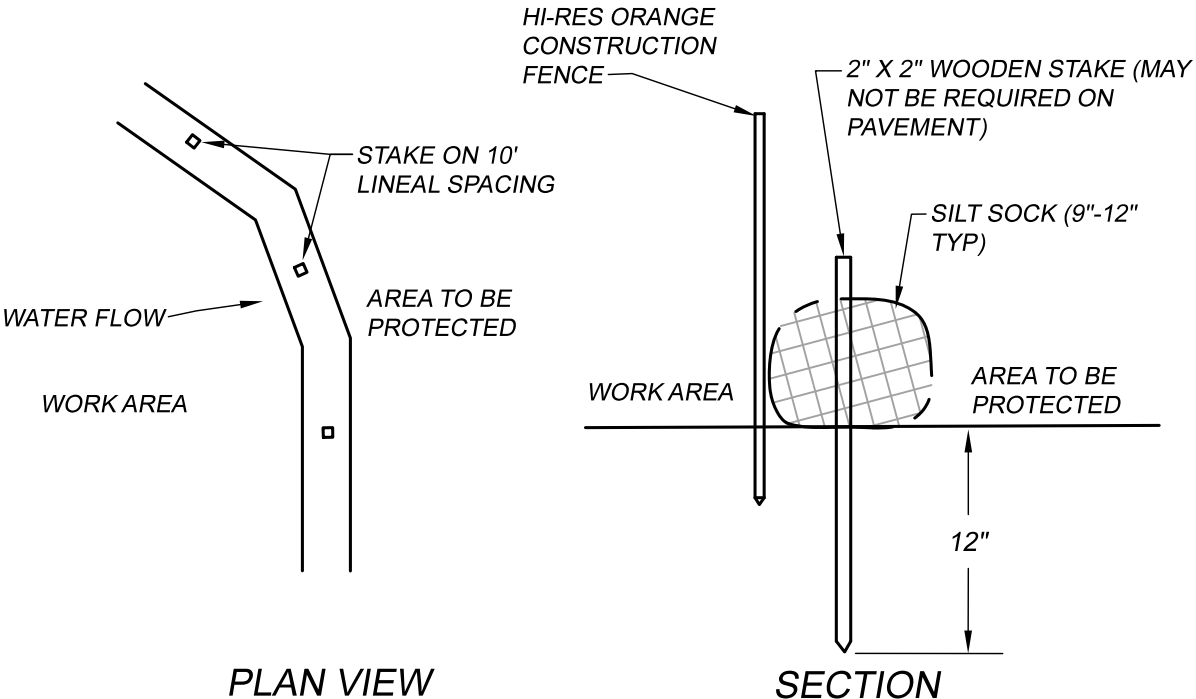 HI-RES ORANGE
CONSTRUCTION
FENCE
2" X 2" WOODEN STAKE (MAY
NOT BE REQUIRED ON
PAVEMENT)
STAKE ON 10'
LINEAL SPACING
SILT SOCK (9"-12"
TYP)
WATER FLOW
AREA TO BE
PROTECTED
WORK AREA
WORK AREA
AREA TO BE
PROTECTED
12"
PLAN VIEW
SECTION